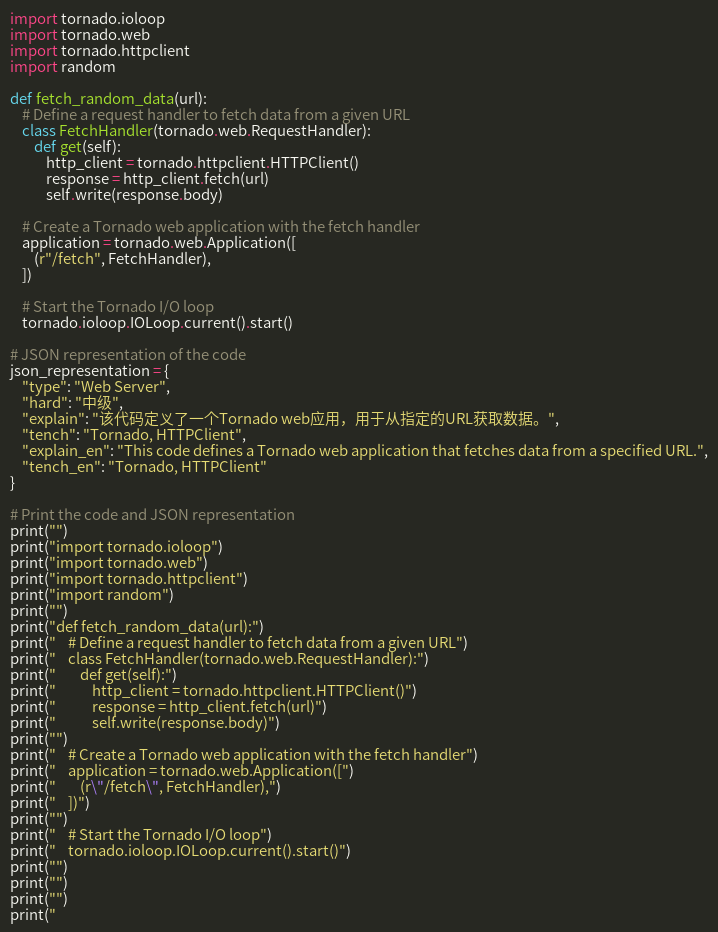 import tornado.ioloop
import tornado.web
import tornado.httpclient
import random

def fetch_random_data(url):
    # Define a request handler to fetch data from a given URL
    class FetchHandler(tornado.web.RequestHandler):
        def get(self):
            http_client = tornado.httpclient.HTTPClient()
            response = http_client.fetch(url)
            self.write(response.body)

    # Create a Tornado web application with the fetch handler
    application = tornado.web.Application([
        (r"/fetch", FetchHandler),
    ])

    # Start the Tornado I/O loop
    tornado.ioloop.IOLoop.current().start()

# JSON representation of the code
json_representation = {
    "type": "Web Server",
    "hard": "中级",
    "explain": "该代码定义了一个Tornado web应用，用于从指定的URL获取数据。",
    "tench": "Tornado, HTTPClient",
    "explain_en": "This code defines a Tornado web application that fetches data from a specified URL.",
    "tench_en": "Tornado, HTTPClient"
}

# Print the code and JSON representation
print("")
print("import tornado.ioloop")
print("import tornado.web")
print("import tornado.httpclient")
print("import random")
print("")
print("def fetch_random_data(url):")
print("    # Define a request handler to fetch data from a given URL")
print("    class FetchHandler(tornado.web.RequestHandler):")
print("        def get(self):")
print("            http_client = tornado.httpclient.HTTPClient()")
print("            response = http_client.fetch(url)")
print("            self.write(response.body)")
print("")
print("    # Create a Tornado web application with the fetch handler")
print("    application = tornado.web.Application([")
print("        (r\"/fetch\", FetchHandler),")
print("    ])")
print("")
print("    # Start the Tornado I/O loop")
print("    tornado.ioloop.IOLoop.current().start()")
print("")
print("")
print("")
print("